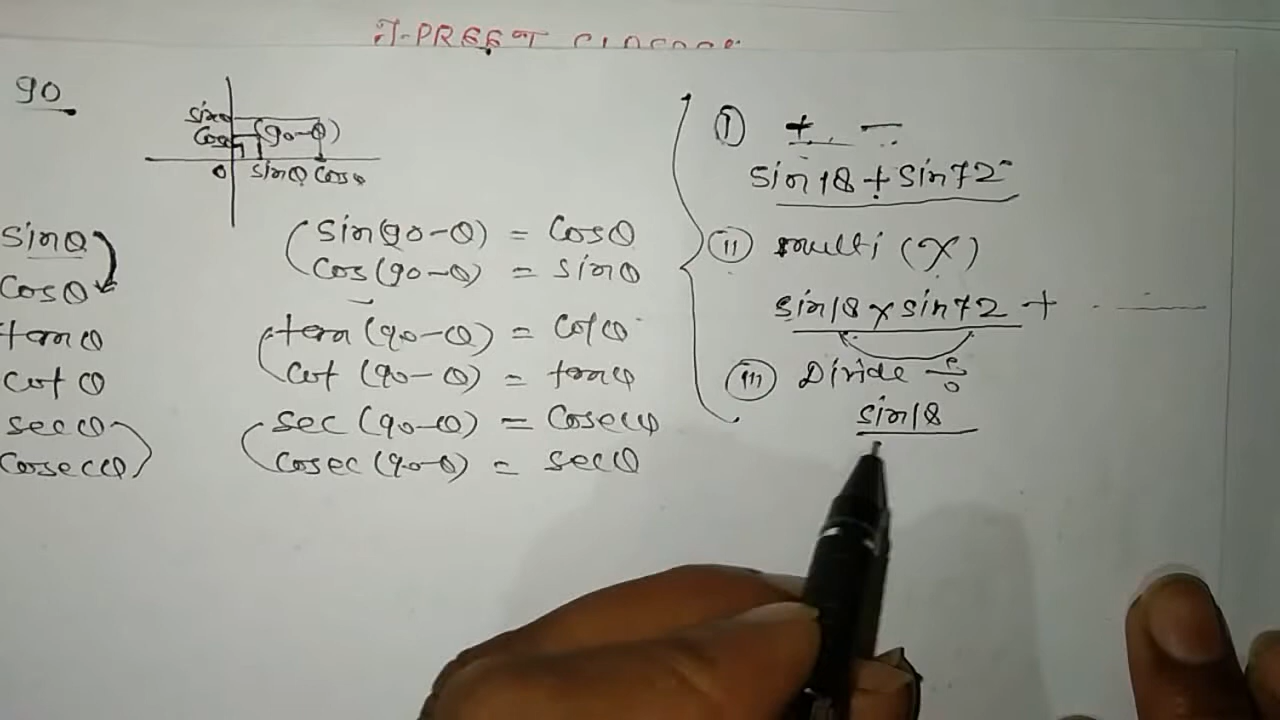 90
sinθ
cosθ (90-θ)
0 sinθ cosθ
sinθ
cosθ
tanθ
cotθ
secθ
cosecθ
sin(90-θ) = cosθ
cos(90-θ) = sinθ
tan(90-θ) = cotθ
cot(90-θ) = tanθ
sec(90-θ) = cosecθ
cosec(90-θ) = secθ
(I) + , -
sin18 + sin72
(II) multi (×)
sin18 × sin72 +
(III) Divide
sin18